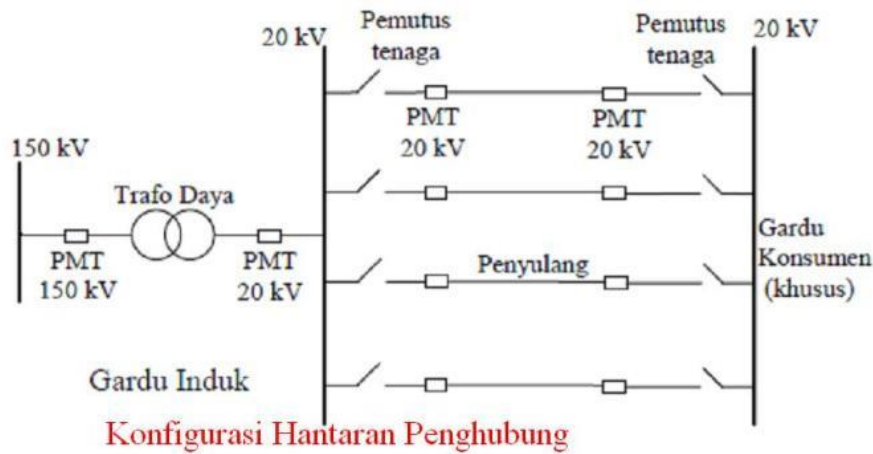 20 kV
Pemutus
tenaga
Pemutus
tenaga
20 kV
PMT
20 kV
PMT
20 kV
150 kV
Trafo Daya
PMT
150 kV
PMT
20 kV
Penyulang
Gardu
Konsumen
(khusus)
Gardu Induk
Konfigurasi Hantaran Penghubung